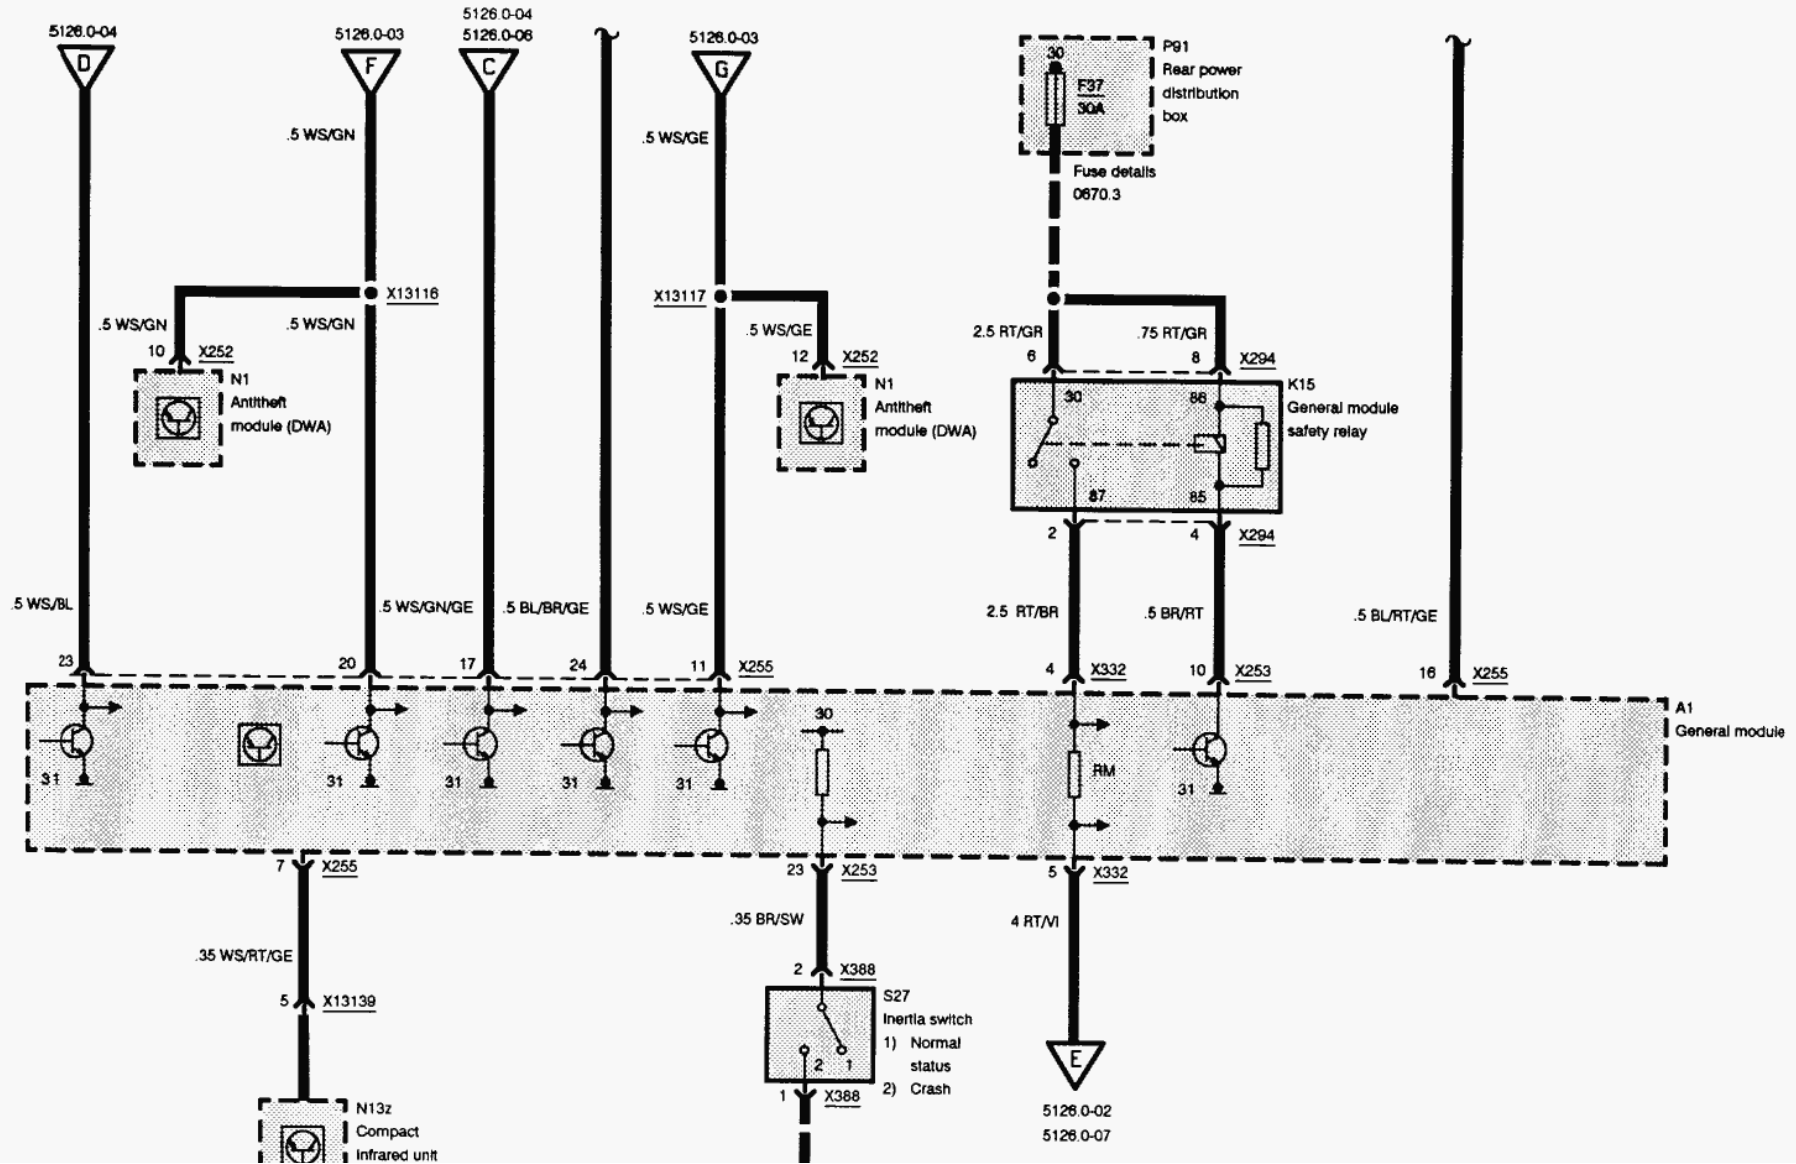 5126.0-04
5126.0-03
5126.0-04
5126.0-06
5126.0-03
D
F
C
G
30
F37
30A
P91
Rear power
distribution
box
Fuse details
0670.3
.5 WS/GN
.5 WS/GE
X13116
X13117
.5 WS/GN
.5 WS/GN
.5 WS/GE
2.5 RT/GR
.75 RT/GR
10
X252
12
X252
6
8
X294
N1
Antitheft
module (DWA)
N1
Antitheft
module (DWA)
30
86
87
85
K15
General module
safety relay
2
4
X294
.5 WS/BL
.5 WS/GN/GE
.5 BL/BR/GE
.5 WS/GE
2.5 RT/BR
.5 BR/RT
.5 BL/RT/GE
23
20
17
24
11
X255
4
X332
10
X253
16
X255
A1
General module
31
31
31
31
31
30
RM
31
7
X255
23
X253
5
X332
.35 WS/RT/GE
.35 BR/SW
4 RT/VI
5
X13139
2
X388
S27
Inertia switch
1) Normal
status
2) Crash
2
1
1
X388
E
5126.0-02
5126.0-07
N13z
Compact
infrared unit